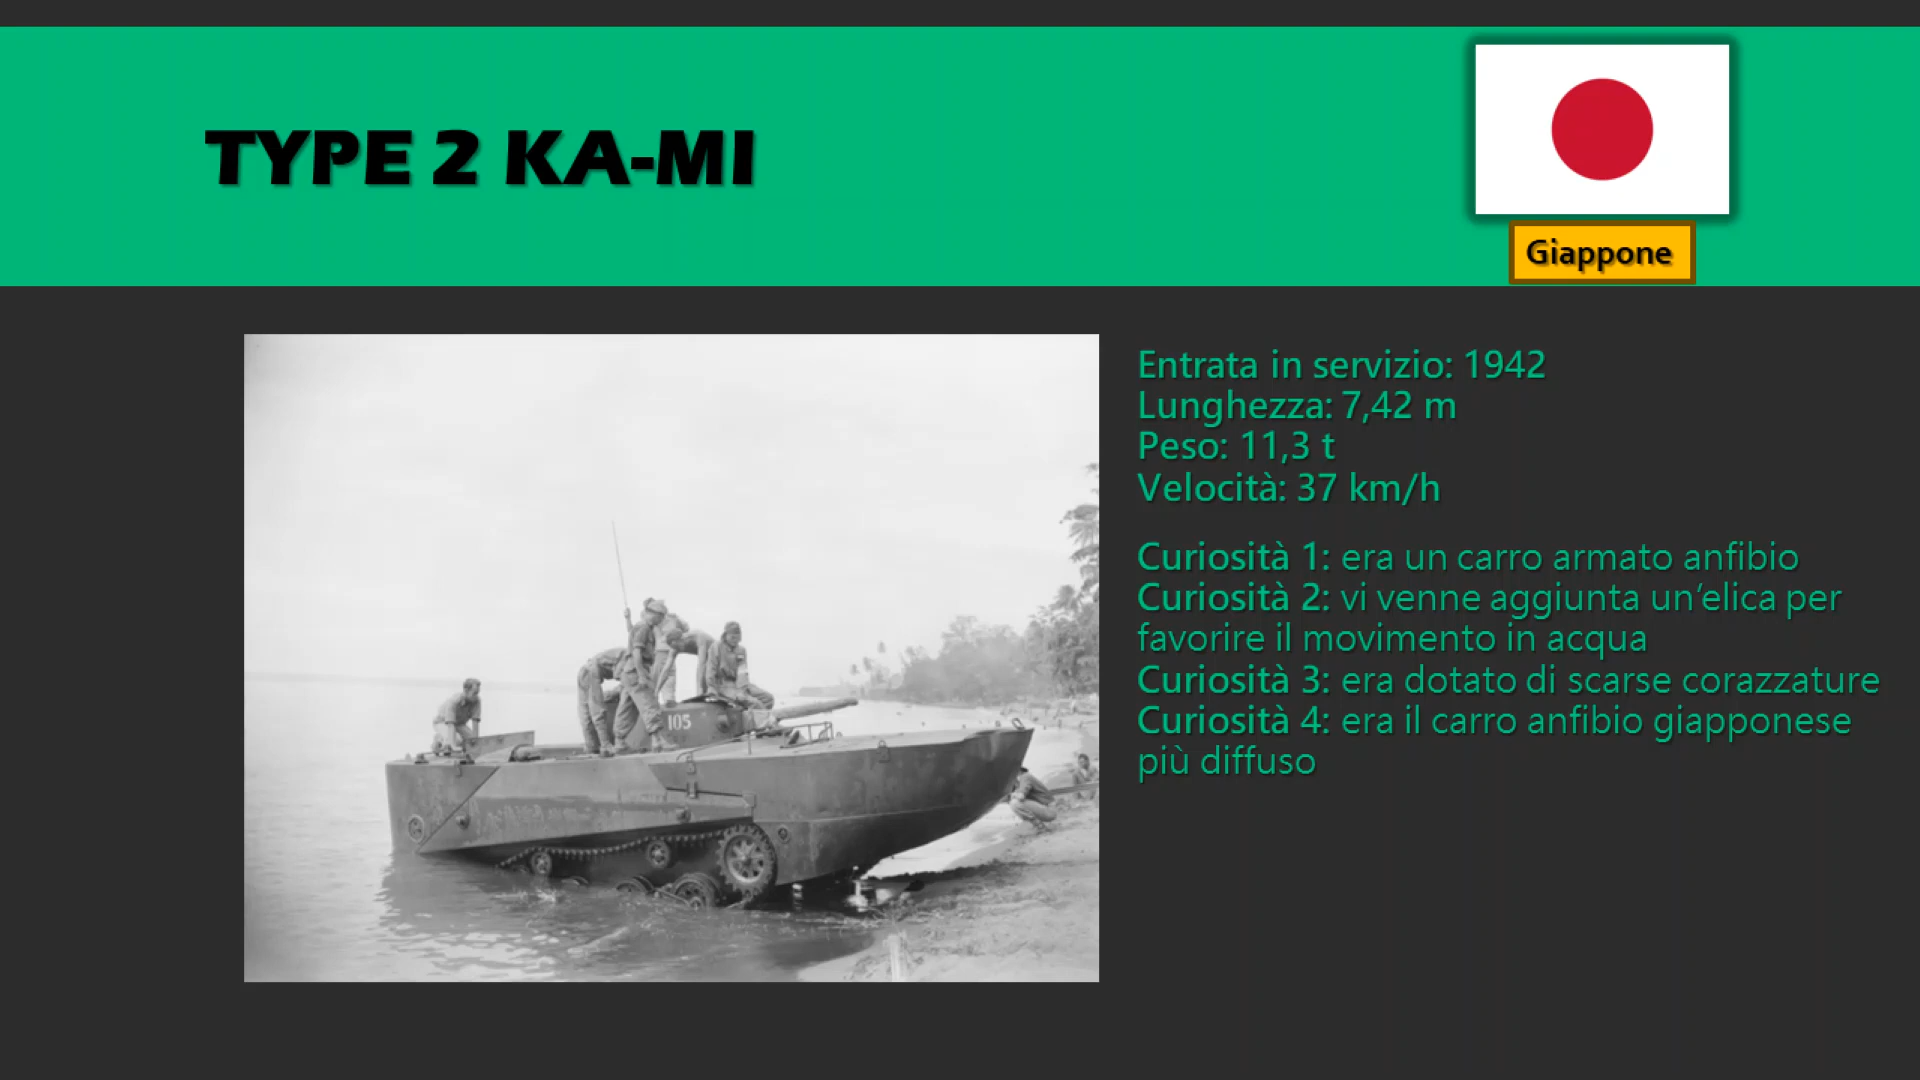 TYPE 2 KA-MI
Giappone
Entrata in servizio: 1942
Lunghezza: 7,42 m
Peso: 11,3 t
Velocità: 37 km/h
Curiosità 1: era un carro armato anfibio
Curiosità 2: vi venne aggiunta un’elica per
favorire il movimento in acqua
Curiosità 3: era dotato di scarse corazzature
Curiosità 4: era il carro anfibio giapponese
più diffuso
105